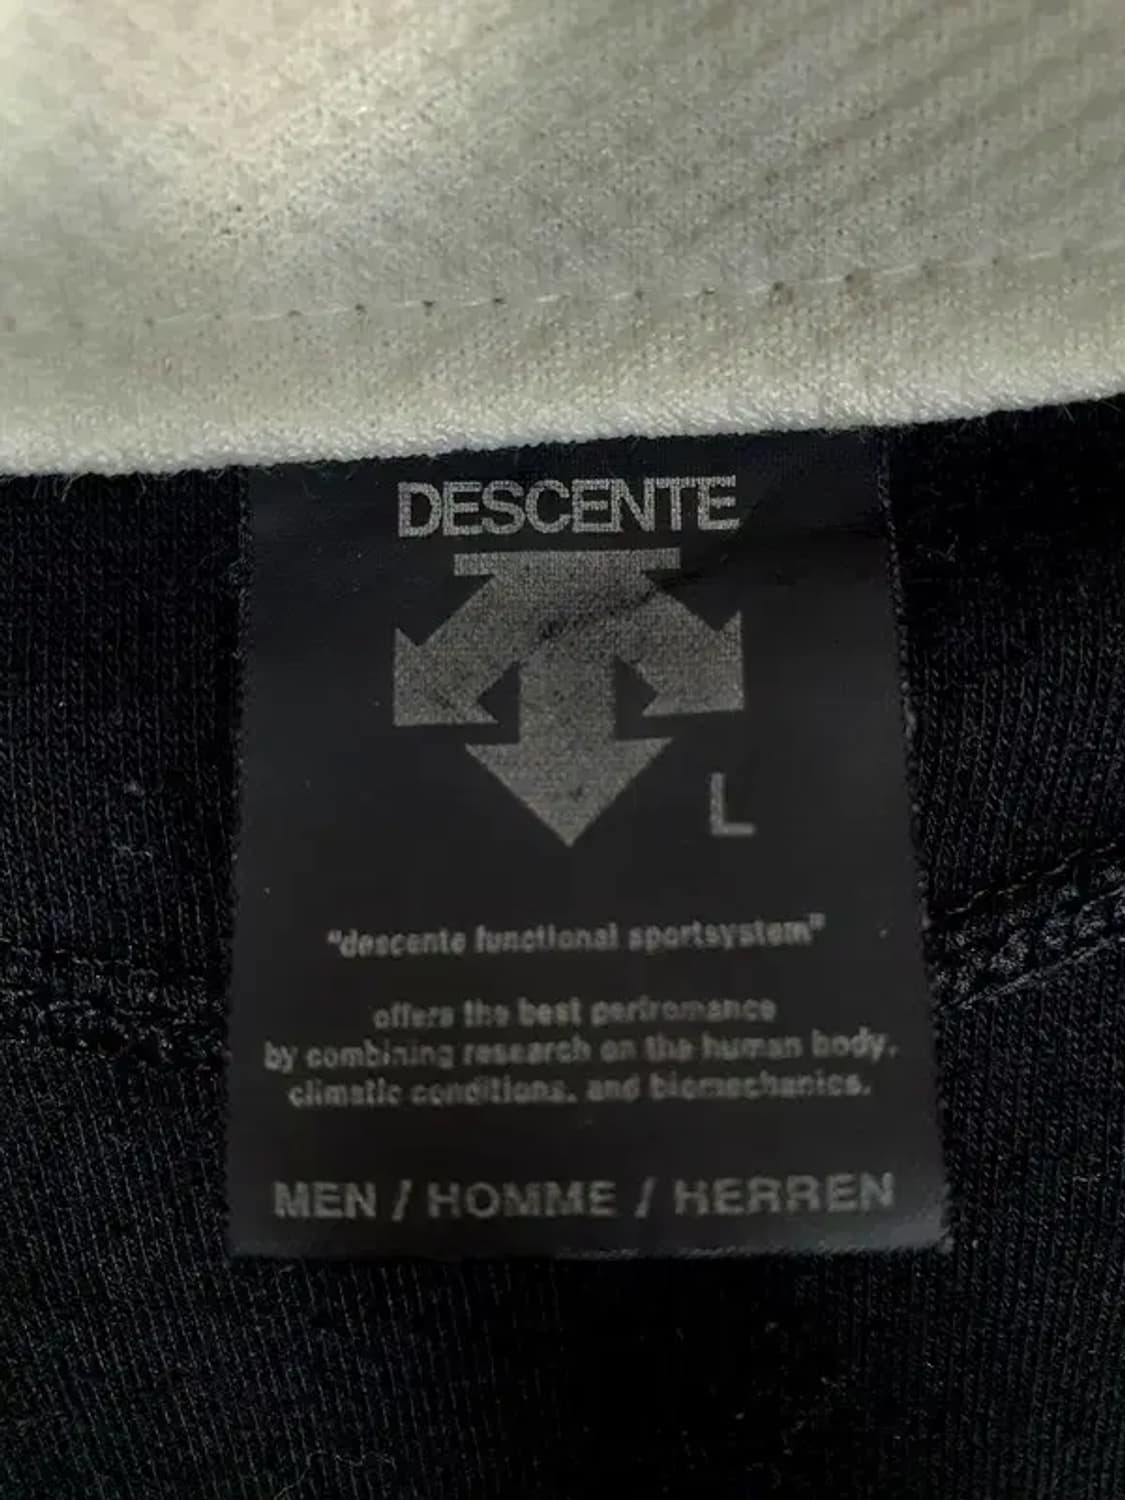 DESCENTE
L
"descente functional sportsystem"
offers the best perfromance
by combining research on the human body,
climatic conditions, and biomechanics.
MEN / HOMME / HERREN